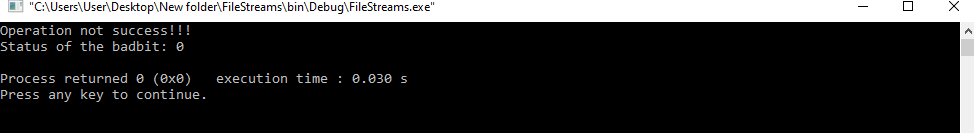 "C:\Users\User\Desktop\New folder\FileStreams\bin\Debug\FileStreams.exe"
Operation not success!!!
Status of the badbit: 0
Process returned 0 (0x0)   execution time : 0.030 s
Press any key to continue.